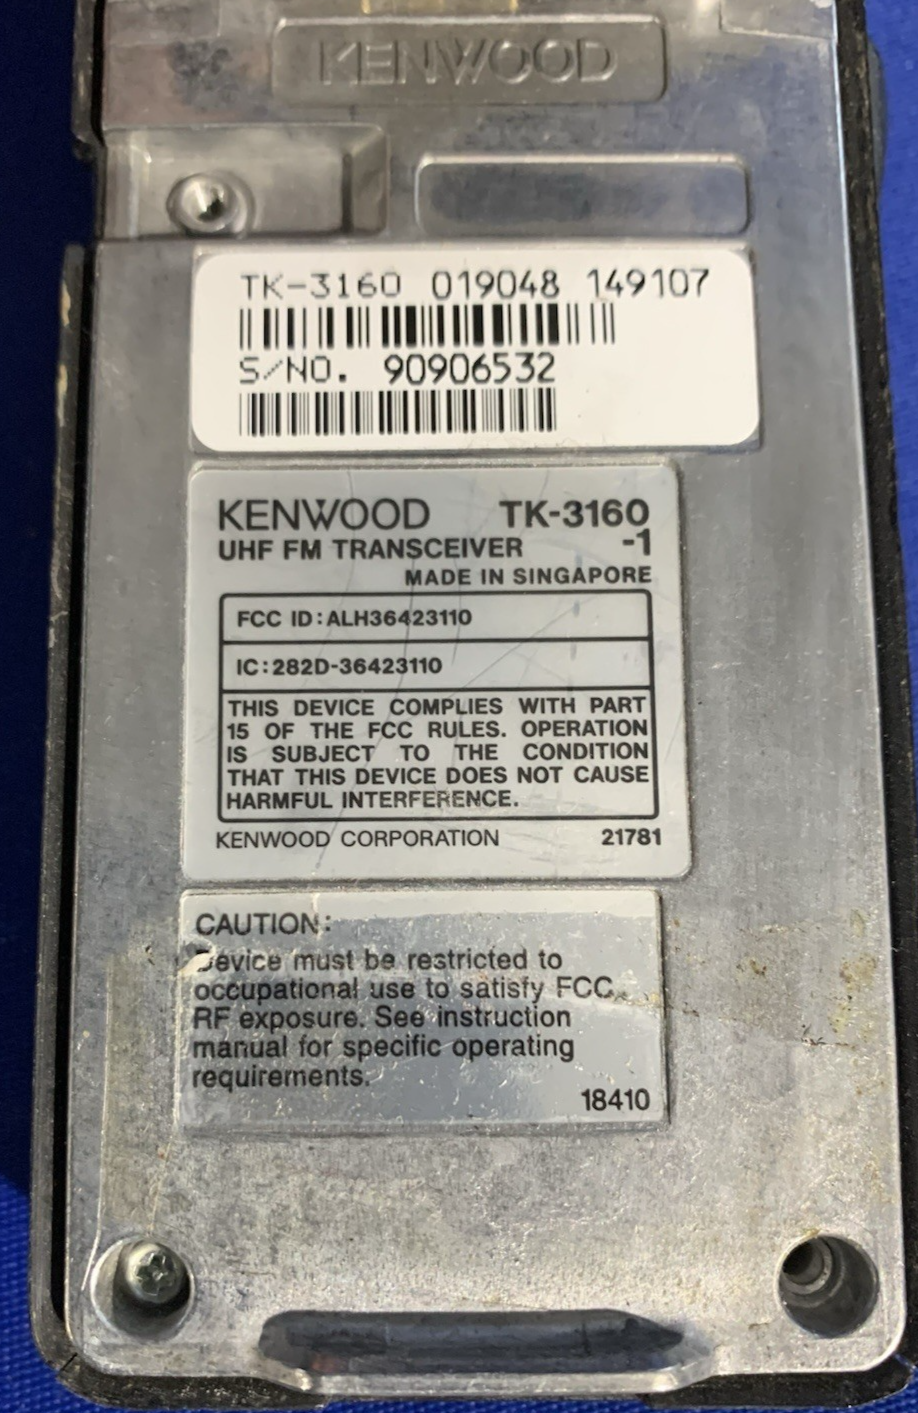 KENWOOD
TK-3160 019048 149107
S/NO. 90906532
KENWOOD TK-3160
UHF FM TRANSCEIVER -1
MADE IN SINGAPORE
FCC ID: ALH36423110
IC: 282D-36423110
THIS DEVICE COMPLIES WITH PART
15 OF THE FCC RULES. OPERATION
IS SUBJECT TO THE CONDITION
THAT THIS DEVICE DOES NOT CAUSE
HARMFUL INTERFERENCE.
KENWOOD CORPORATION 21781
CAUTION:
Device must be restricted to
occupational use to satisfy FCC
RF exposure. See instruction
manual for specific operating
requirements.
18410